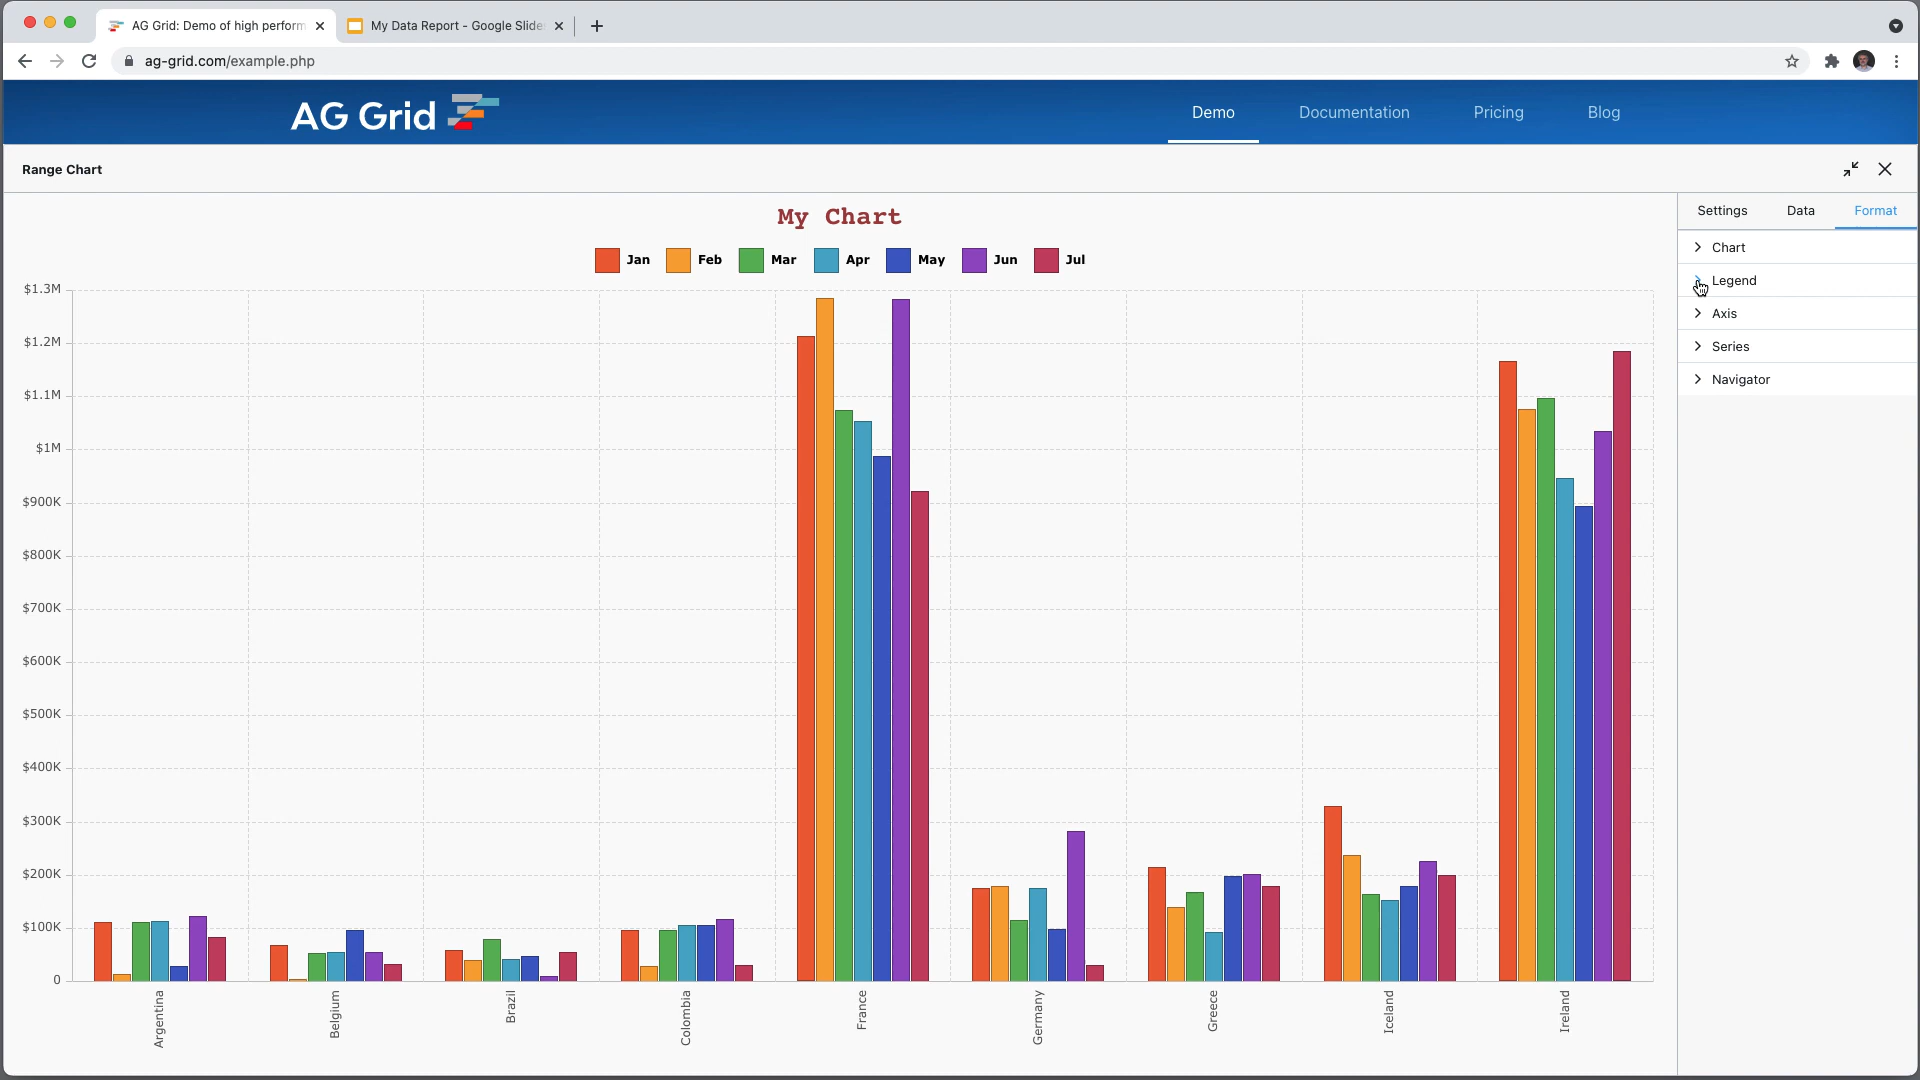 AG Grid: Demo of high perform
My Data Report - Google Slide
ag-grid.com/example.php
AG Grid
Demo
Documentation
Pricing
Blog
Range Chart
Settings
Data
Format
Chart
Legend
Axis
Series
Navigator
My Chart
Jan
Feb
Mar
Apr
May
Jun
Jul
$1.3M
$1.2M
$1.1M
$1M
$900K
$800K
$700K
$600K
$500K
$400K
$300K
$200K
$100K
0
Argentina
Belgium
Brazil
Colombia
France
Germany
Greece
Iceland
Ireland